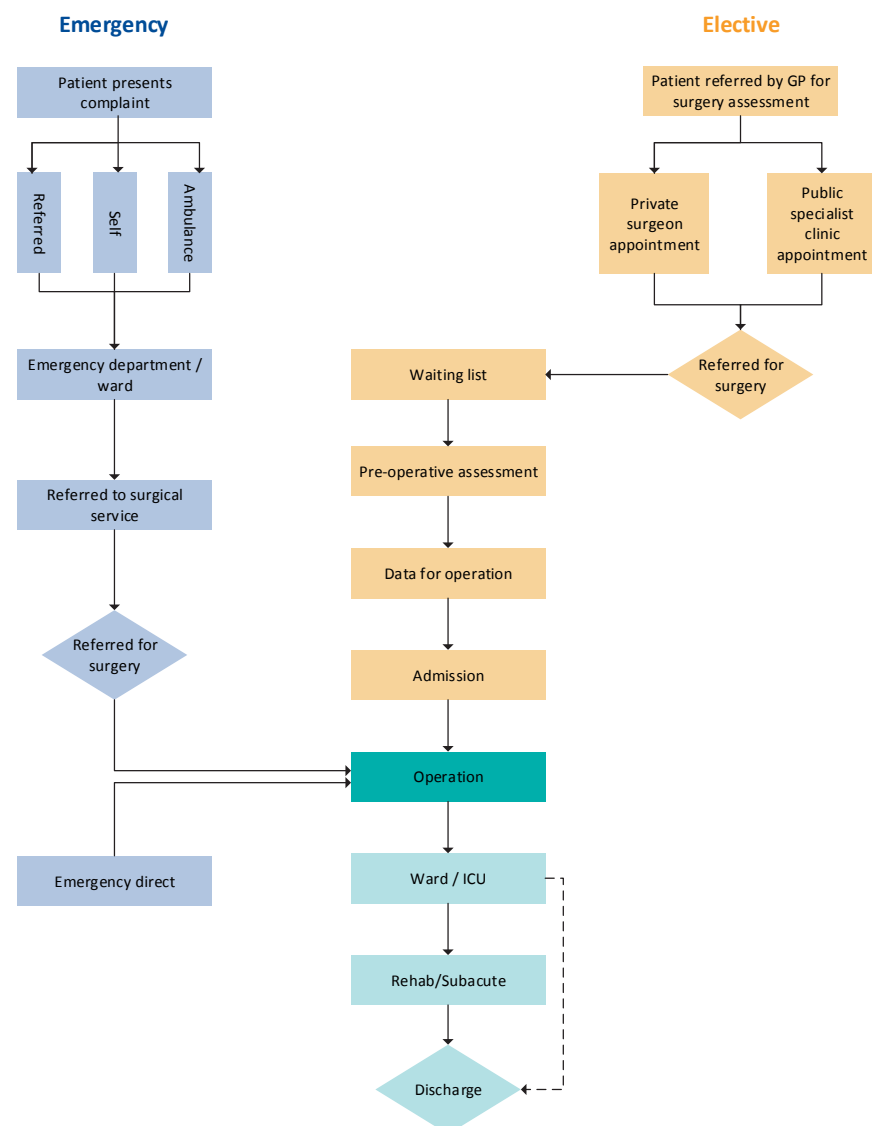 Emergency
Elective
Patient presents
complaint
Patient referred by GP for
surgery assessment
Referred
Self
Ambulance
Private
surgeon
appointment
Public
specialist
clinic
appointment
Emergency department /
ward
Waiting list
Referred for
surgery
Pre-operative assessment
Referred to surgical
service
Data for operation
Referred for
surgery
Admission
Operation
Emergency direct
Ward / ICU
Rehab/Subacute
Discharge